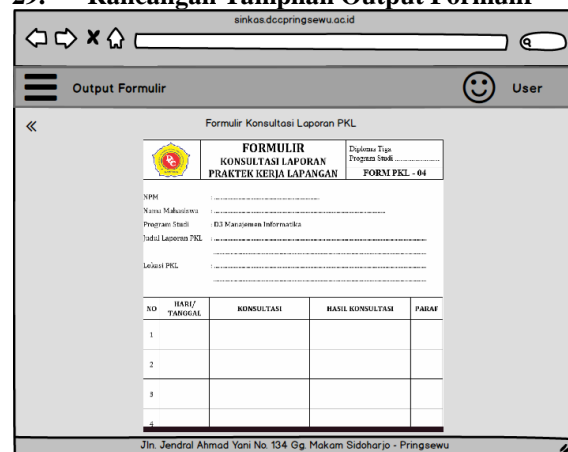 29. Rancangan Tampilan Output Formulir
sinkas.dccpringsewu.ac.id
Output Formulir
User
Formulir Konsultasi Laporan PKL
FORMULIR
KONSULTASI LAPORAN
PRAKTEK KERJA LAPANGAN
Diploma Tiga
Program Studi ........................
FORM PKL - 04
NPM :
Nama Mahasiswa :
Program Studi : D3 Manajemen Informatika
Judul Laporan PKL :
Lokasi PKL :
NO HARI/ TANGGAL KONSULTASI HASIL KONSULTASI PARAF
1
2
3
4
Jln. Jendral Ahmad Yani No. 134 Gg. Makam Sidoharjo - Pringsewu